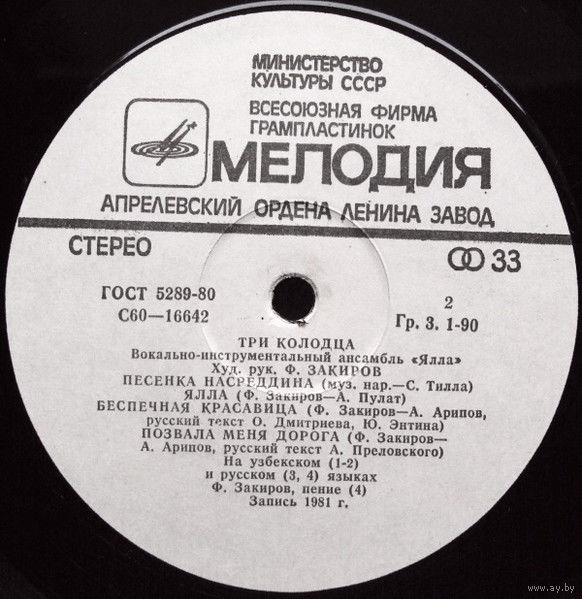 МИНИСТЕРСТВО
КУЛЬТУРЫ СССР
ВСЕСОЮЗНАЯ ФИРМА
ГРАМПЛАСТИНОК
МЕЛОДИЯ
АПРЕЛЕВСКИЙ ОРДЕНА ЛЕНИНА ЗАВОД
СТЕРЕО 33
ГОСТ 5289-80 2
С60—16642 Гр. 3. 1-90
ТРИ КОЛОДЦА
Вокально-инструментальный ансамбль «Ялла»
Худ. рук. Ф. ЗАКИРОВ
ПЕСЕНКА НАСРЕДДИНА (муз. нар.—С. Тилла)
ЯЛЛА (Ф. Закиров—А. Пулат)
БЕСПЕЧНАЯ КРАСАВИЦА (Ф. Закиров—А. Арипов,
русский текст О. Дмитриева, Ю. Энтина)
ПОЗВАЛА МЕНЯ ДОРОГА (Ф. Закиров—
А. Арипов, русский текст А. Преловского)
На узбекском (1-2)
и русском (3, 4) языках
Ф. Закиров, пение (4)
Запись 1981 г.
www.ay.by